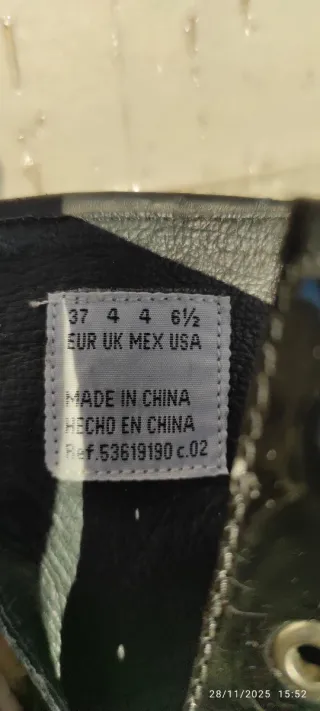 37 4 4 6½
EUR UK MEX USA
MADE IN CHINA
HECHO EN CHINA
Ref.53619190 c.02
28/11/2025 15:52